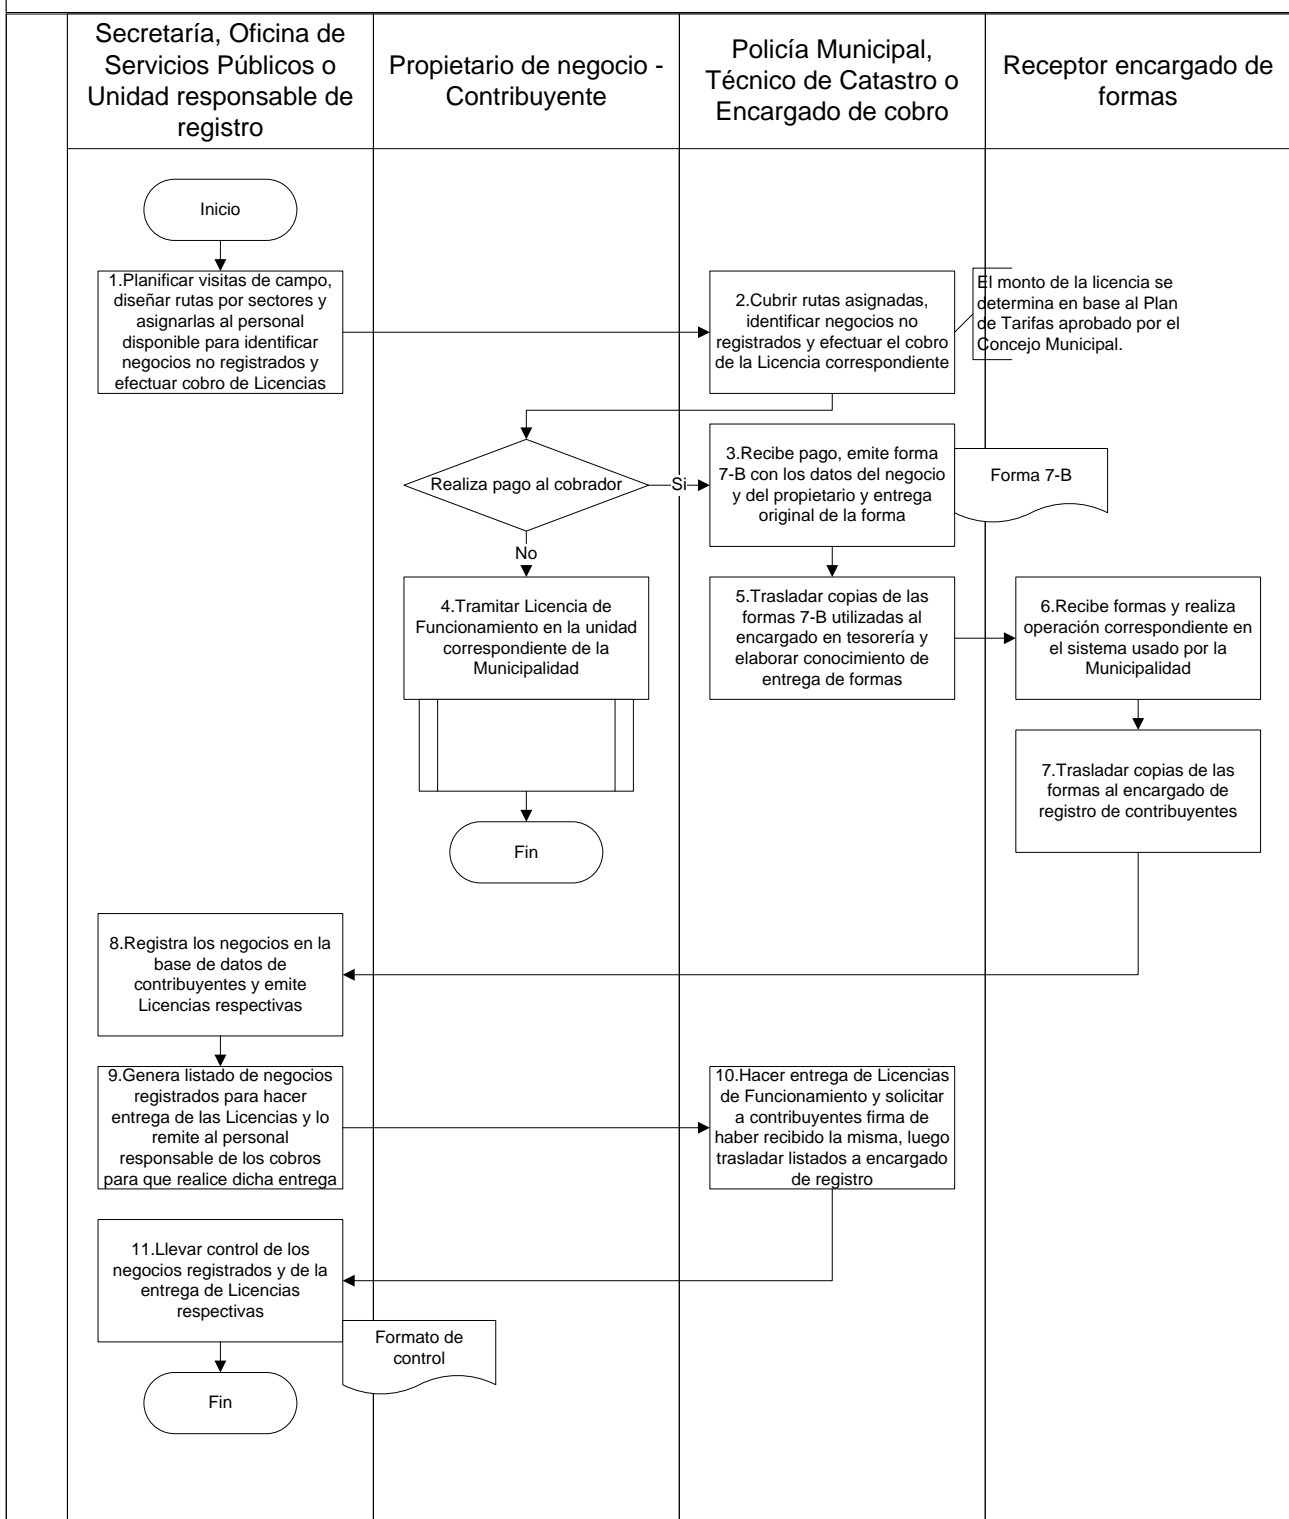 Secretaría, Oficina de
Servicios Públicos o
Unidad responsable de
registro
Propietario de negocio -
Contribuyente
Policía Municipal,
Técnico de Catastro o
Encargado de cobro
Receptor encargado de
formas
Inicio
1.Planificar visitas de campo,
diseñar rutas por sectores y
asignarlas al personal
disponible para identificar
negocios no registrados y
efectuar cobro de Licencias
2.Cubrir rutas asignadas,
identificar negocios no
registrados y efectuar el cobro
de la Licencia correspondiente
El monto de la licencia se
determina en base al Plan
de Tarifas aprobado por el
Concejo Municipal.
Realiza pago al cobrador
Si
3.Recibe pago, emite forma
7-B con los datos del negocio
y del propietario y entrega
original de la forma
Forma 7-B
No
4.Tramitar Licencia de
Funcionamiento en la unidad
correspondiente de la
Municipalidad
5.Trasladar copias de las
formas 7-B utilizadas al
encargado en tesorería y
elaborar conocimiento de
entrega de formas
6.Recibe formas y realiza
operación correspondiente en
el sistema usado por la
Municipalidad
7.Trasladar copias de las
formas al encargado de
registro de contribuyentes
Fin
8.Registra los negocios en la
base de datos de
contribuyentes y emite
Licencias respectivas
9.Genera listado de negocios
registrados para hacer
entrega de las Licencias y lo
remite al personal
responsable de los cobros
para que realice dicha entrega
10.Hacer entrega de Licencias
de Funcionamiento y solicitar
a contribuyentes firma de
haber recibido la misma, luego
trasladar listados a encargado
de registro
11.Llevar control de los
negocios registrados y de la
entrega de Licencias
respectivas
Formato de
control
Fin